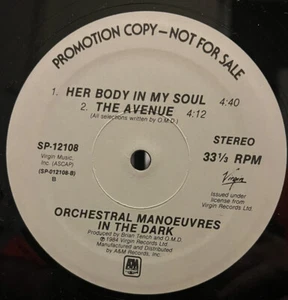 PROMOTION COPY — NOT FOR SALE
1. HER BODY IN MY SOUL 4:40
2. THE AVENUE 4:12
(All selections written by O.M.D.)
SP-12108
STEREO
Virgin Music,
Inc. (ASCAP)
33⅓ RPM
(SP-012108-B)
B
Virgin
Issued under
license from
Virgin Records Ltd.
ORCHESTRAL MANOEUVRES
IN THE DARK
Produced by Brian Tench and O.M.D.
℗ 1984 Virgin Records Ltd.
Manufactured and Distributed
by A&M Records, Inc.
A&M